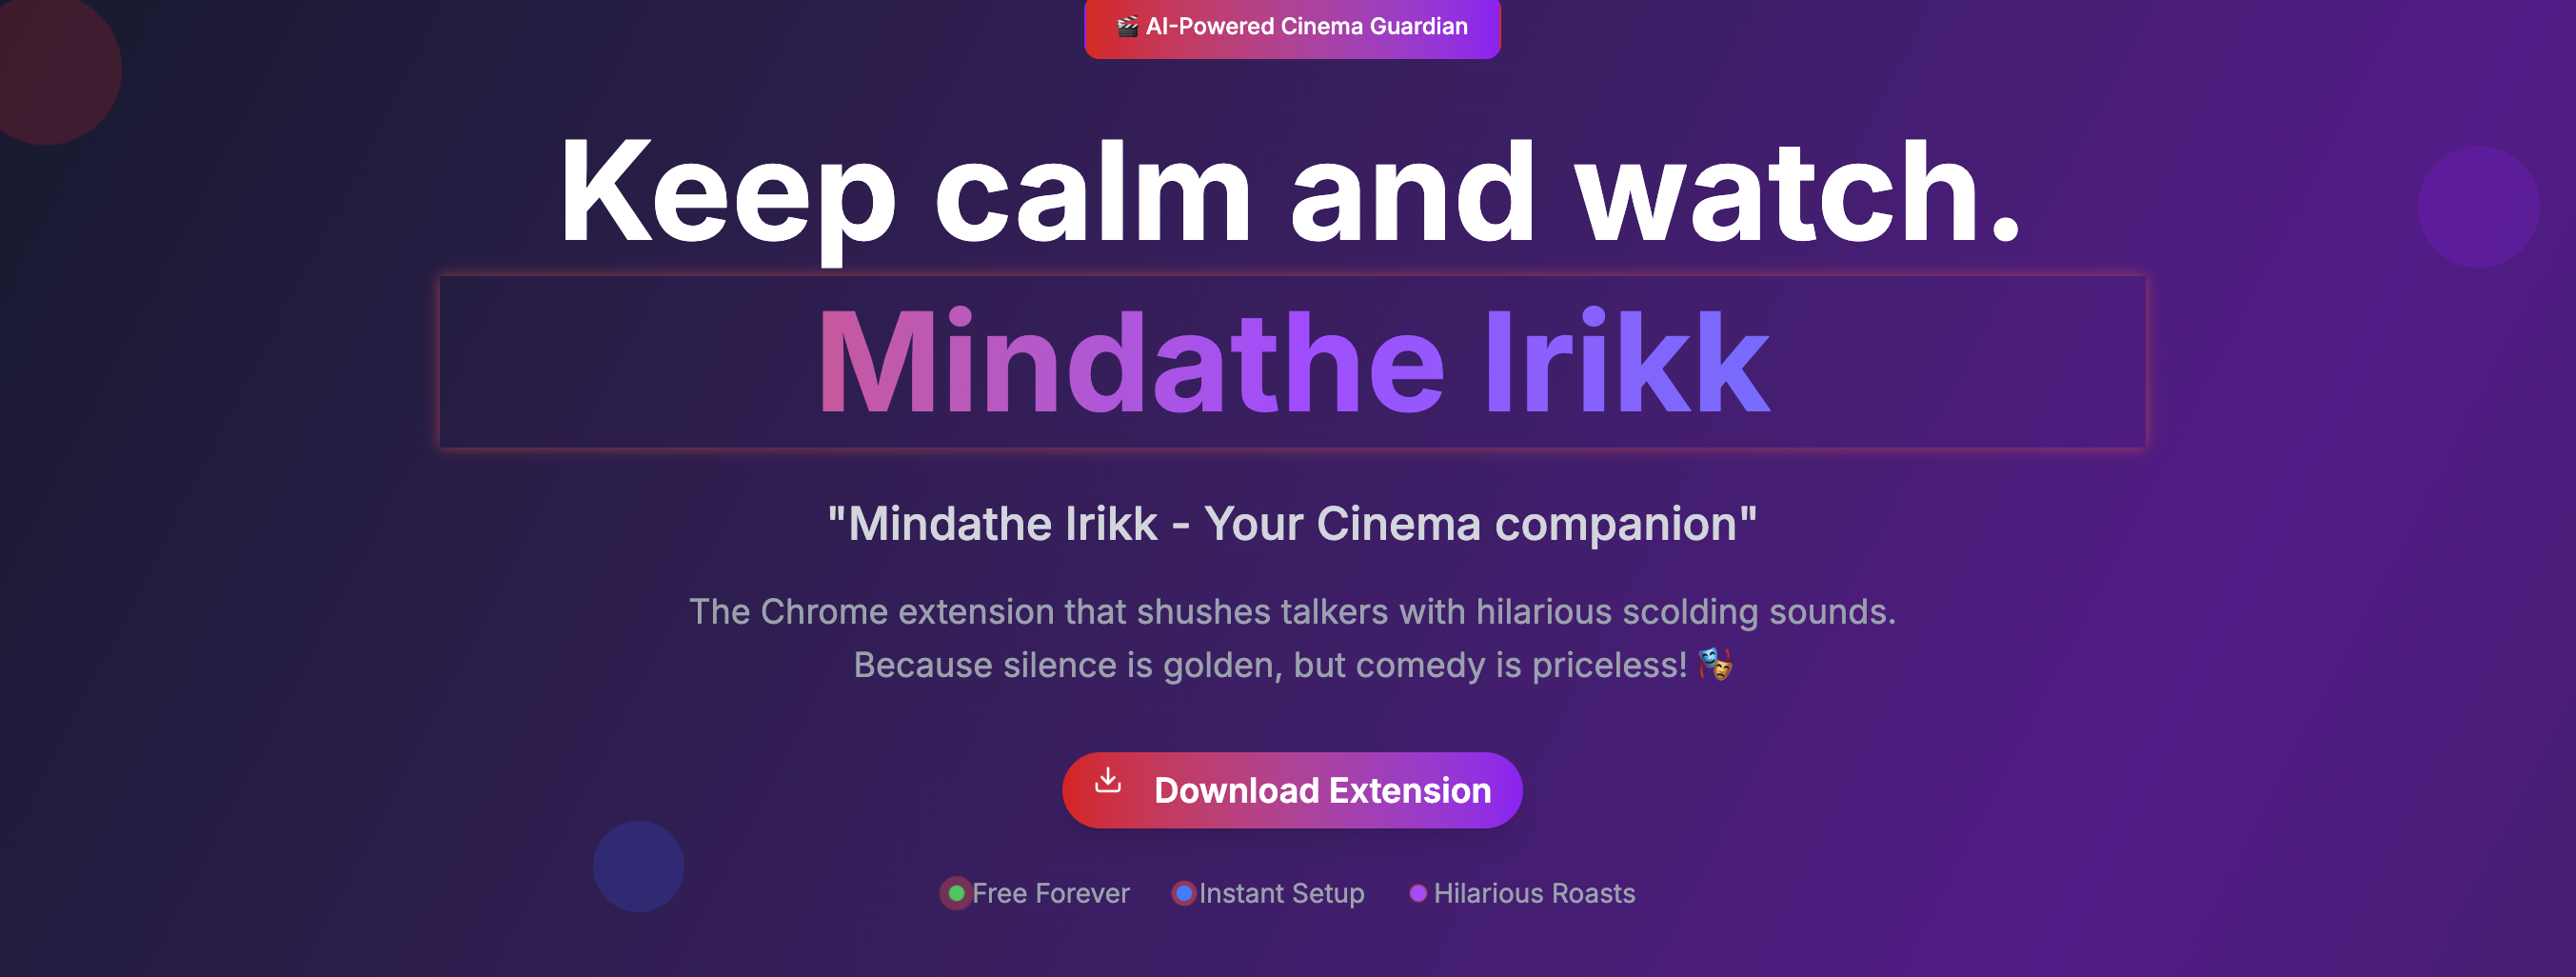 🎬 AI-Powered Cinema Guardian
Keep calm and watch.
Mindathe Irikk
"Mindathe Irikk - Your Cinema companion"
The Chrome extension that shushes talkers with hilarious scolding sounds.
Because silence is golden, but comedy is priceless! 🎭
Download Extension
Free Forever Instant Setup Hilarious Roasts